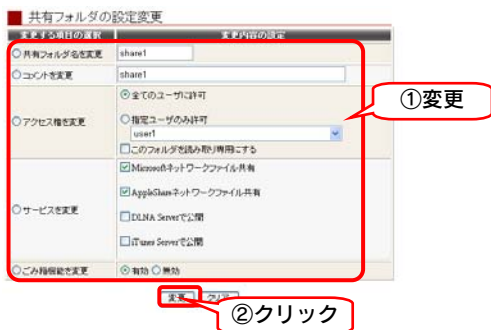 共有フォルダの設定変更
変更する項目の選択 変更内容の設定
共有フォルダ名を変更 share1
コメントを変更 share1
アクセス権を変更
全てのユーザに許可
指定ユーザのみ許可
user1
このフォルダを読み取り専用にする
①変更
サービスを変更
Microsoftネットワークファイル共有
AppleShareネットワークファイル共有
DLNA Serverで公開
iTunes Serverで公開
ごみ箱機能を変更 有効 無効
変更 クリア
②クリック